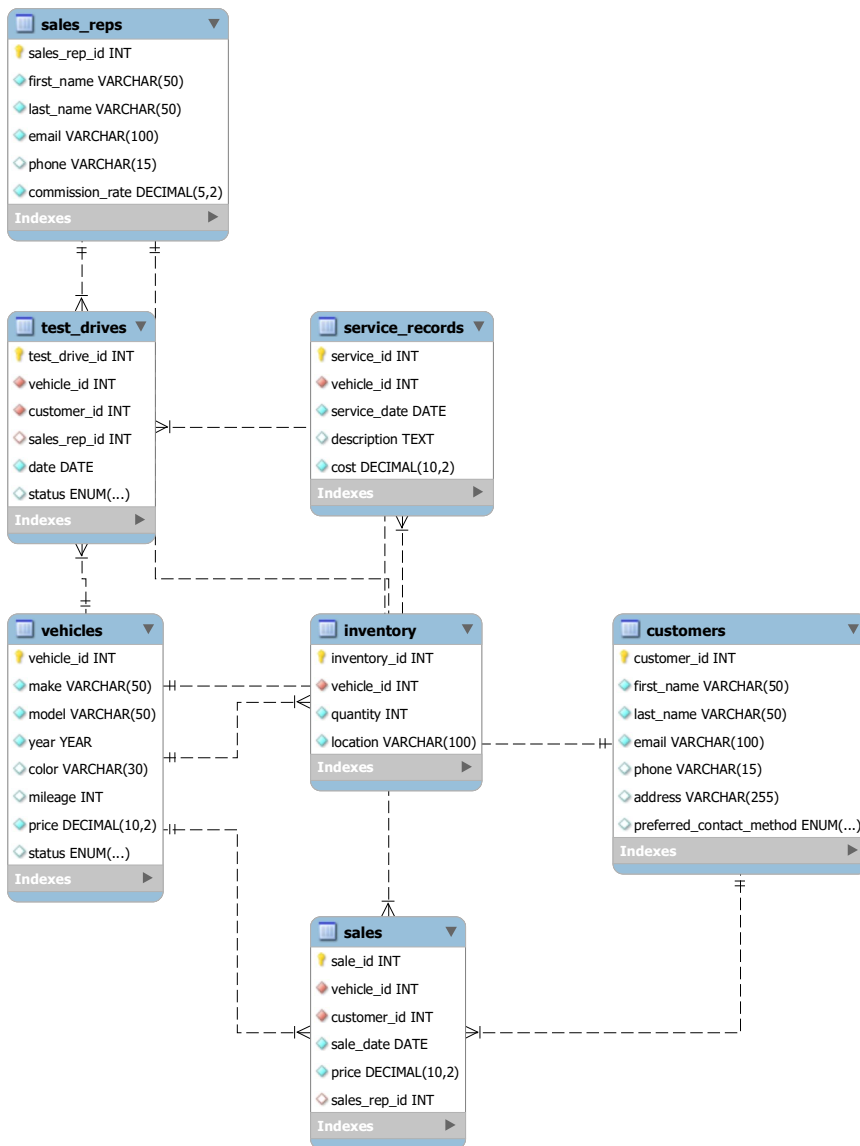 sales_reps
sales_rep_id INT
first_name VARCHAR(50)
last_name VARCHAR(50)
email VARCHAR(100)
phone VARCHAR(15)
commission_rate DECIMAL(5,2)
Indexes
test_drives
test_drive_id INT
vehicle_id INT
customer_id INT
sales_rep_id INT
date DATE
status ENUM(...)
Indexes
service_records
service_id INT
vehicle_id INT
service_date DATE
description TEXT
cost DECIMAL(10,2)
Indexes
vehicles
vehicle_id INT
make VARCHAR(50)
model VARCHAR(50)
year YEAR
color VARCHAR(30)
mileage INT
price DECIMAL(10,2)
status ENUM(...)
Indexes
inventory
inventory_id INT
vehicle_id INT
quantity INT
location VARCHAR(100)
Indexes
customers
customer_id INT
first_name VARCHAR(50)
last_name VARCHAR(50)
email VARCHAR(100)
phone VARCHAR(15)
address VARCHAR(255)
preferred_contact_method ENUM(...)
Indexes
sales
sale_id INT
vehicle_id INT
customer_id INT
sale_date DATE
price DECIMAL(10,2)
sales_rep_id INT
Indexes